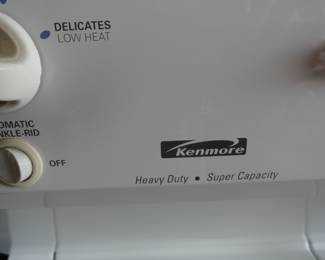 DELICATES
LOW HEAT
OMATIC
NKLE-RID
OFF
Kenmore
Heavy Duty • Super Capacity